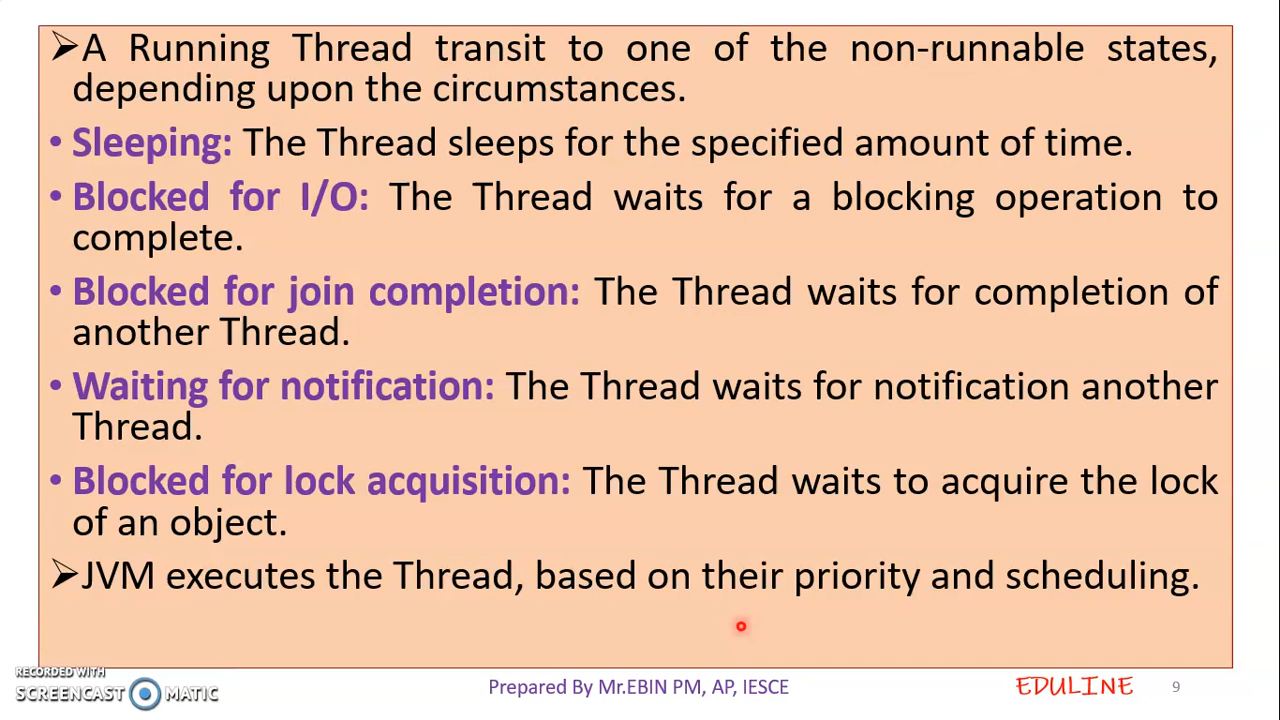 ➤A Running Thread transit to one of the non-runnable states,
depending upon the circumstances.
• Sleeping: The Thread sleeps for the specified amount of time.
• Blocked for I/O: The Thread waits for a blocking operation to
complete.
• Blocked for join completion: The Thread waits for completion of
another Thread.
• Waiting for notification: The Thread waits for notification another
Thread.
• Blocked for lock acquisition: The Thread waits to acquire the lock
of an object.
➤JVM executes the Thread, based on their priority and scheduling.
RECORDED WITH
SCREENCAST MATIC
Prepared By Mr.EBIN PM, AP, IESCE
EDULINE
9